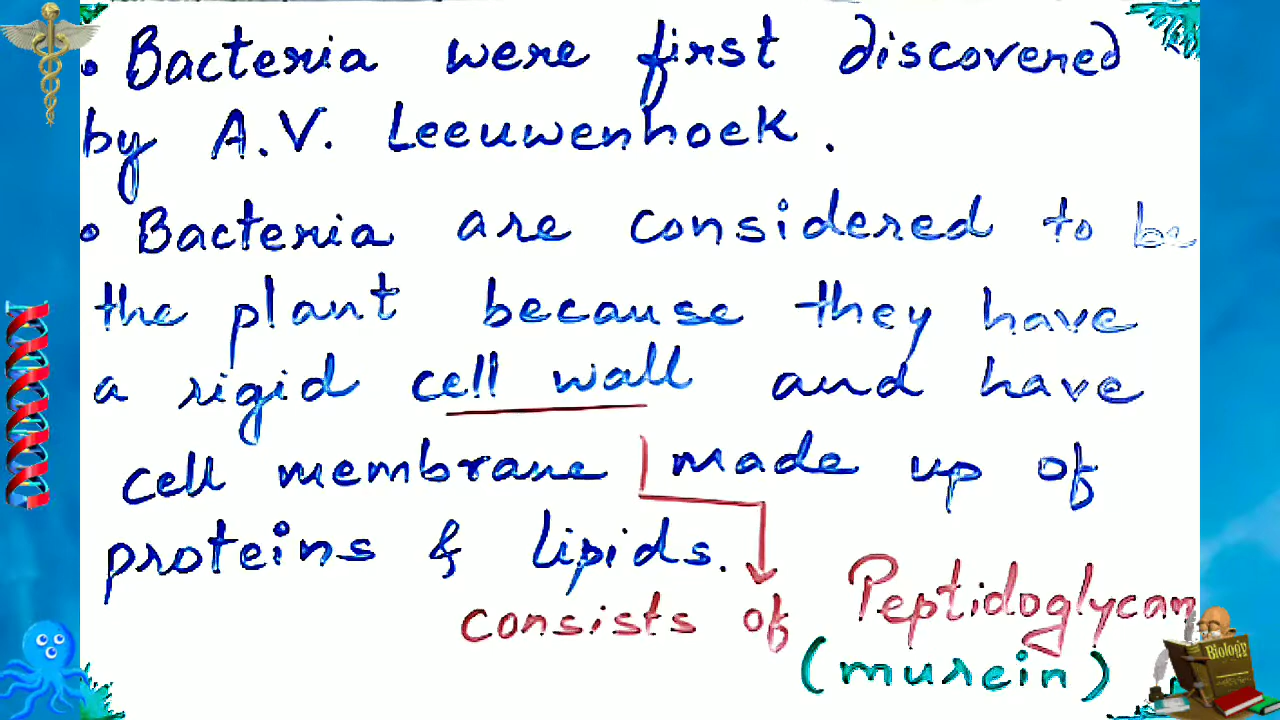 • Bacteria were first discovered
by A.V. Leeuwenhoek.
• Bacteria are considered to be
the plant because they have
a rigid cell wall and have
cell membrane made up of
proteins & lipids.
consists of Peptidoglycan
(murein)
Biology